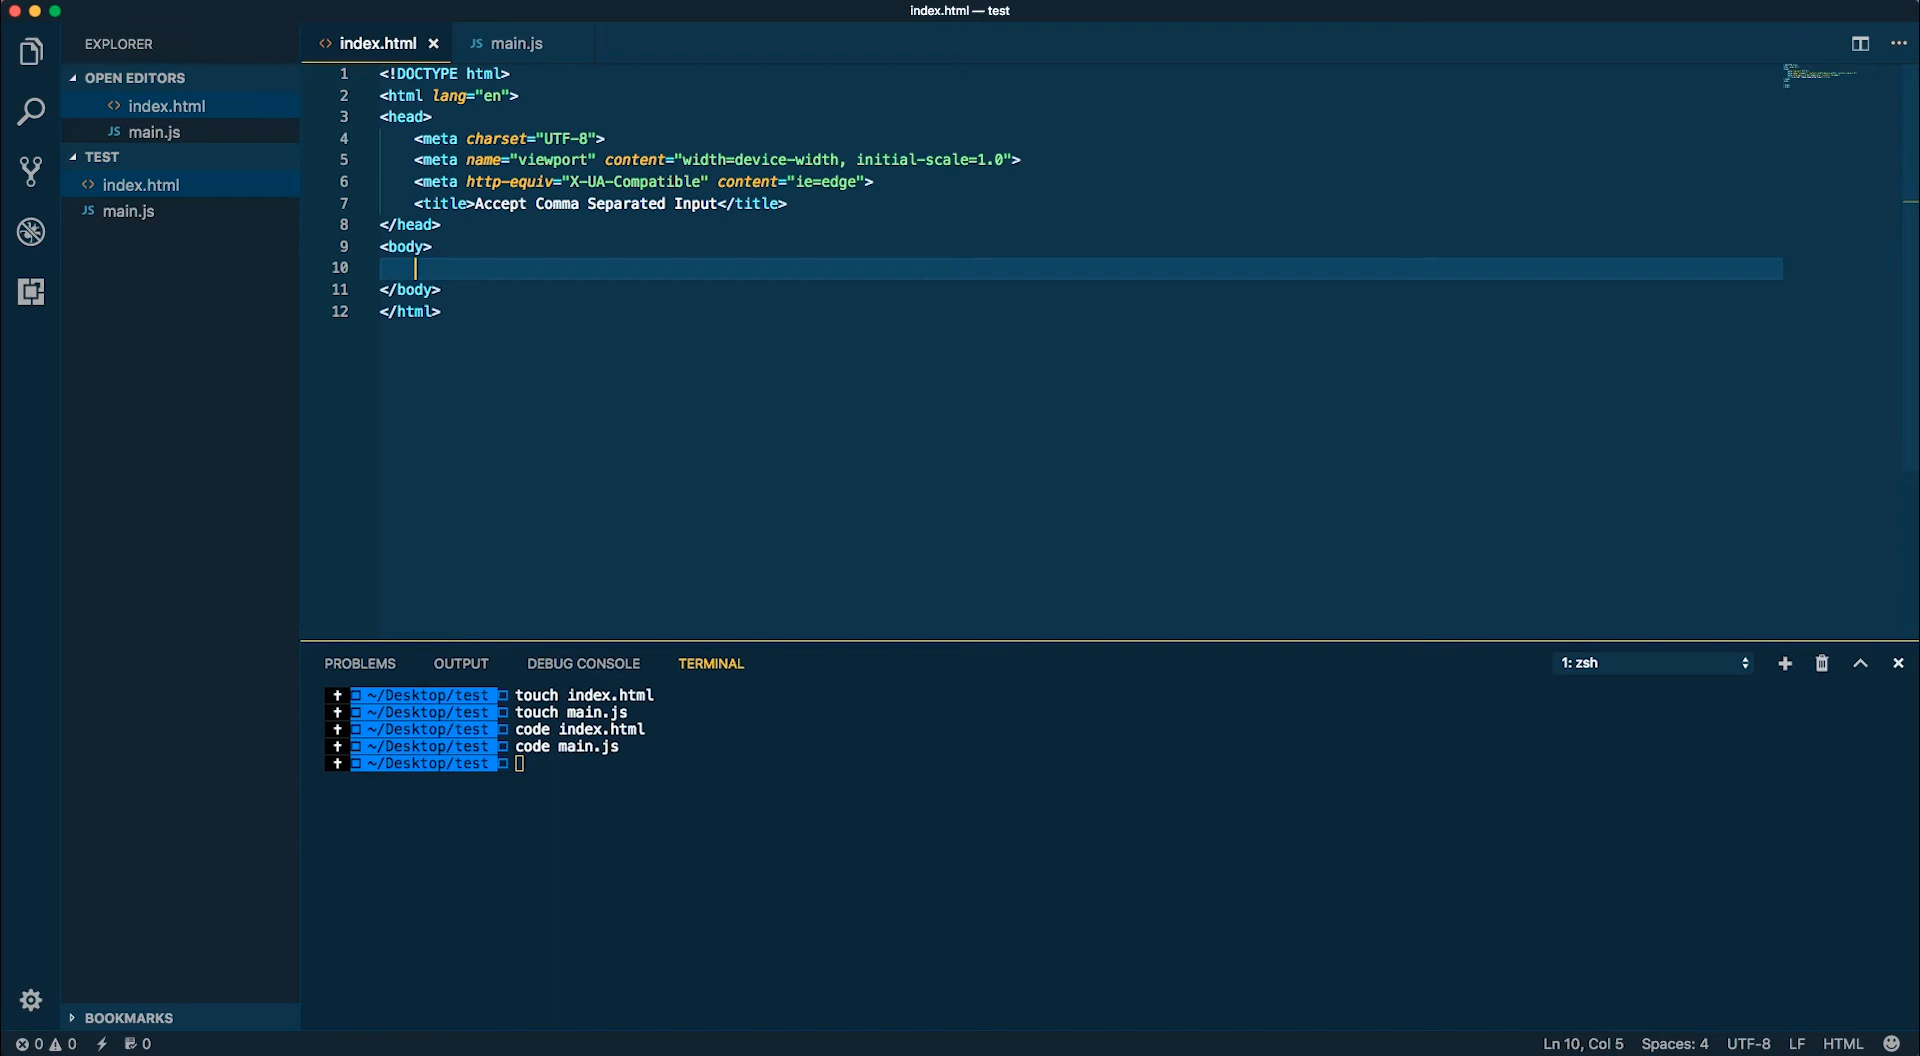 index.html — test
EXPLORER
OPEN EDITORS
index.html
JS main.js
TEST
index.html
JS main.js
BOOKMARKS
index.html
JS main.js
1 <!DOCTYPE html>
2 <html lang="en">
3 <head>
4 <meta charset="UTF-8">
5 <meta name="viewport" content="width=device-width, initial-scale=1.0">
6 <meta http-equiv="X-UA-Compatible" content="ie=edge">
7 <title>Accept Comma Separated Input</title>
8 </head>
9 <body>
10
11 </body>
12 </html>
PROBLEMS OUTPUT DEBUG CONSOLE TERMINAL 1: zsh
~/Desktop/test touch index.html
~/Desktop/test touch main.js
~/Desktop/test code index.html
~/Desktop/test code main.js
~/Desktop/test
0 0 0 Ln 10, Col 5 Spaces: 4 UTF-8 LF HTML